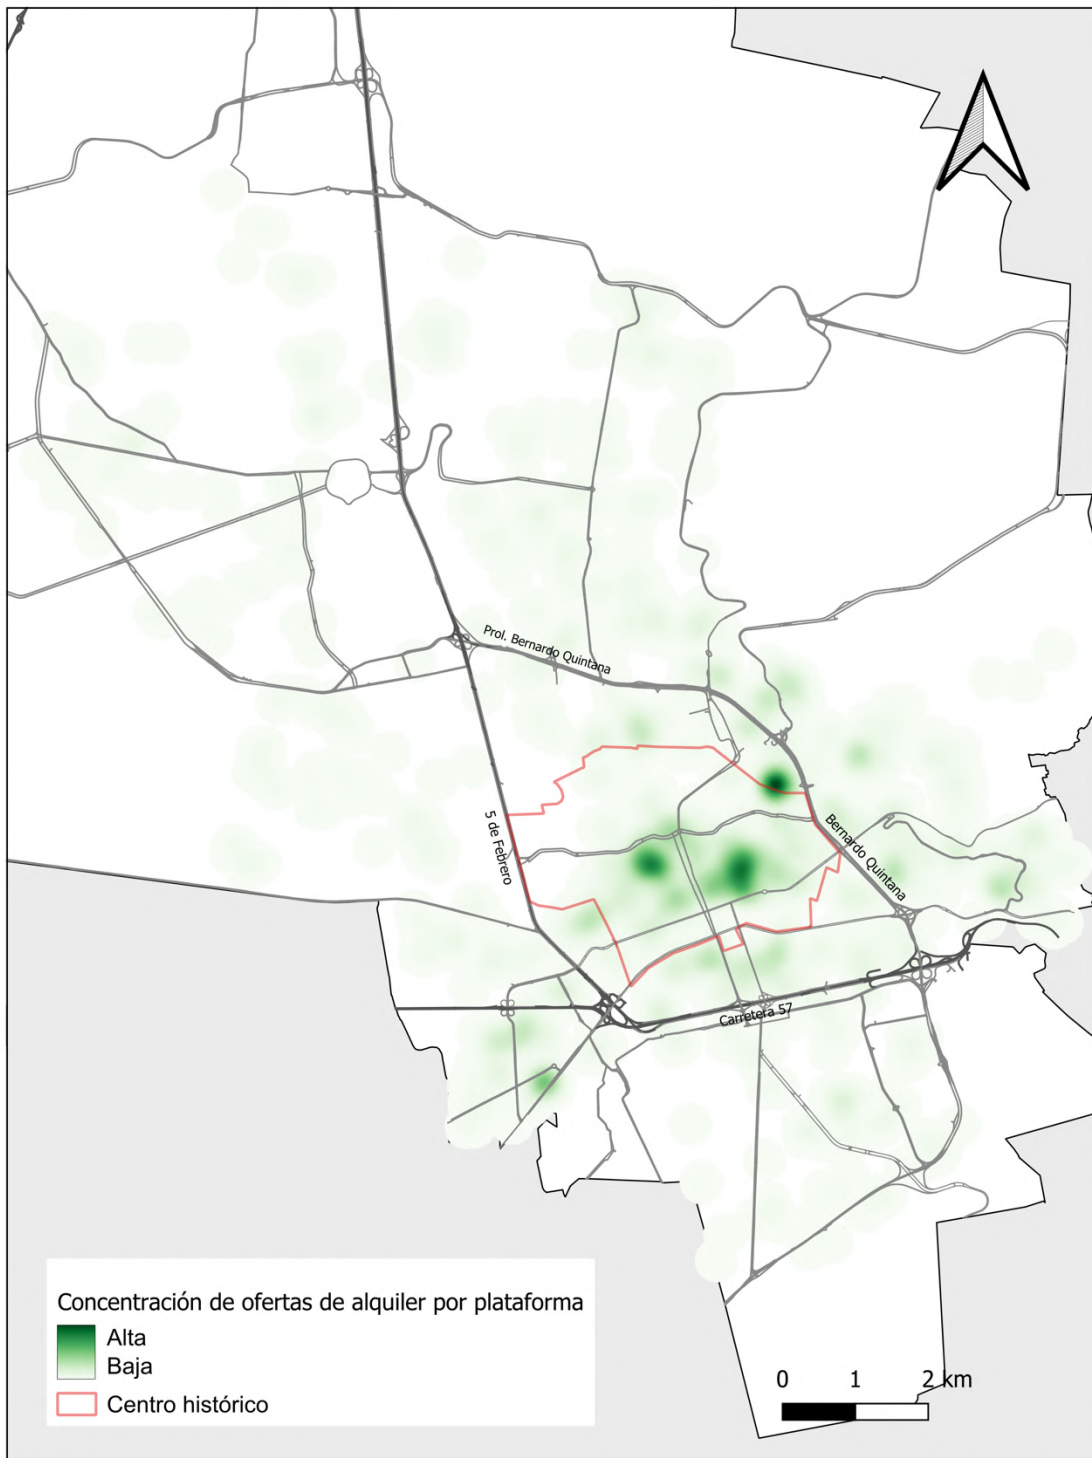 Prol. Bernardo Quintana
5 de Febrero
Bernardo Quintana
Carretera 57
Concentración de ofertas de alquiler por plataforma
Alta
Baja
Centro histórico
0 1 2 km